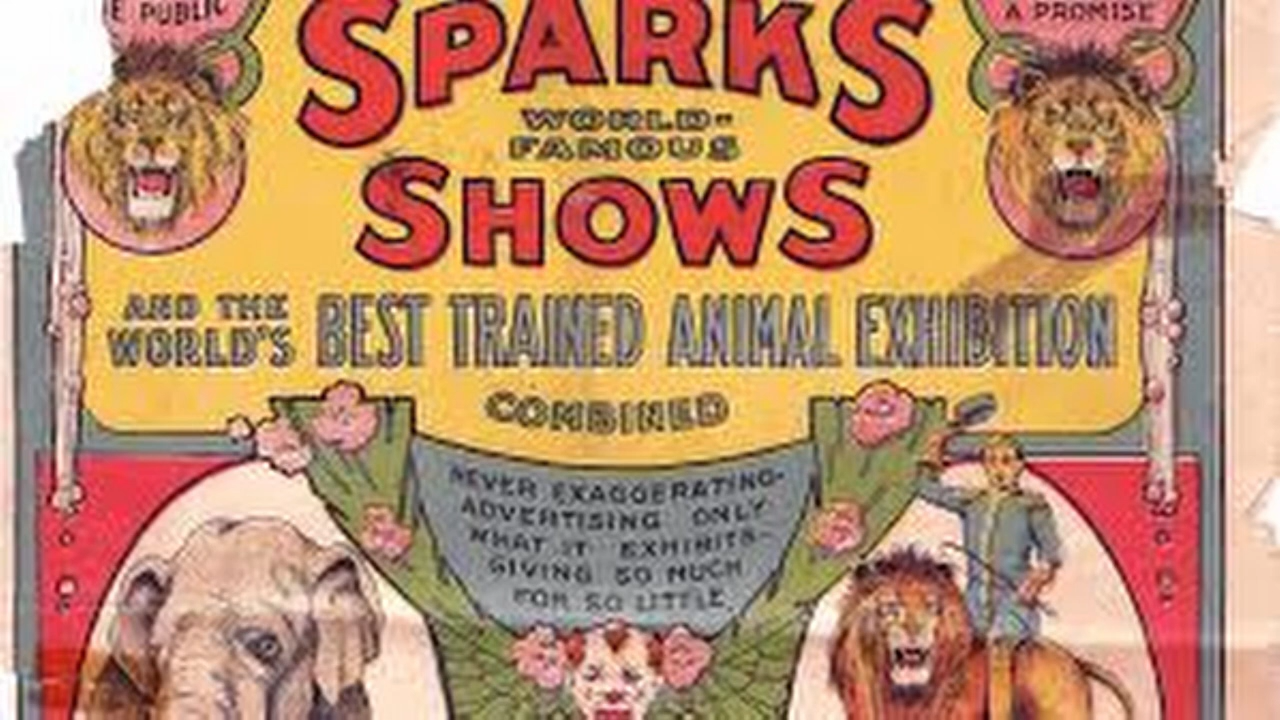 E PUBLIC
A PROMISE
SPARKS
WORLD-
FAMOUS
SHOWS
AND THE
WORLD'S BEST TRAINED ANIMAL EXHIBITION
COMBINED
NEVER EXAGGERATING-
ADVERTISING ONLY
WHAT IT EXHIBITS-
GIVING SO MUCH
FOR SO LITTLE